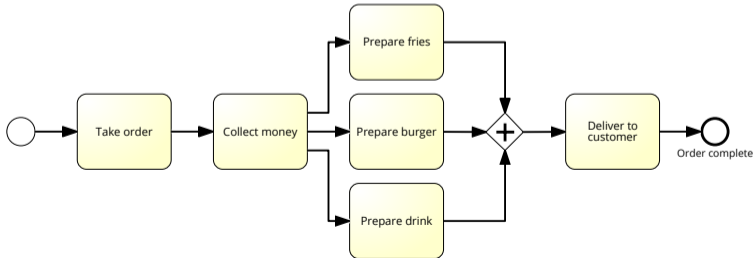 Take order
Collect money
Prepare fries
Prepare burger
Prepare drink
Deliver to
customer
Order complete